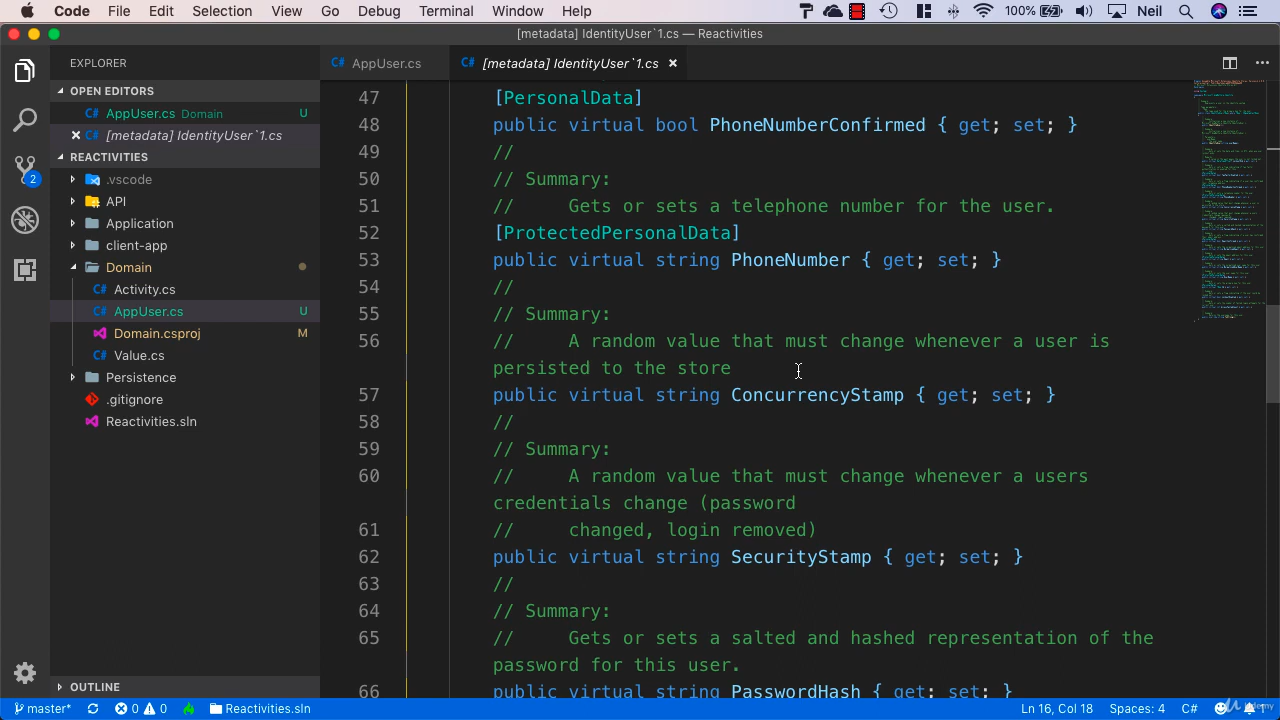 Code File Edit Selection View Go Debug Terminal Window Help 100% Neil
[metadata] IdentityUser`1.cs — Reactivities
EXPLORER
OPEN EDITORS
C# AppUser.cs Domain U
C# [metadata] IdentityUser`1.cs
REACTIVITIES
.vscode
API
Application
client-app
Domain
C# Activity.cs
C# AppUser.cs U
Domain.csproj M
C# Value.cs
Persistence
.gitignore
Reactivities.sln
OUTLINE
2
C# AppUser.cs
C# [metadata] IdentityUser`1.cs
47 [PersonalData]
48 public virtual bool PhoneNumberConfirmed { get; set; }
49 //
50 // Summary:
51 // Gets or sets a telephone number for the user.
52 [ProtectedPersonalData]
53 public virtual string PhoneNumber { get; set; }
54 //
55 // Summary:
56 // A random value that must change whenever a user is
persisted to the store
57 public virtual string ConcurrencyStamp { get; set; }
58 //
59 // Summary:
60 // A random value that must change whenever a users
credentials change (password
61 // changed, login removed)
62 public virtual string SecurityStamp { get; set; }
63 //
64 // Summary:
65 // Gets or sets a salted and hashed representation of the
password for this user.
66 public virtual string PasswordHash { get; set; }
master* 0 0 Reactivities.sln Ln 16, Col 18 Spaces: 4 C#
Udemy